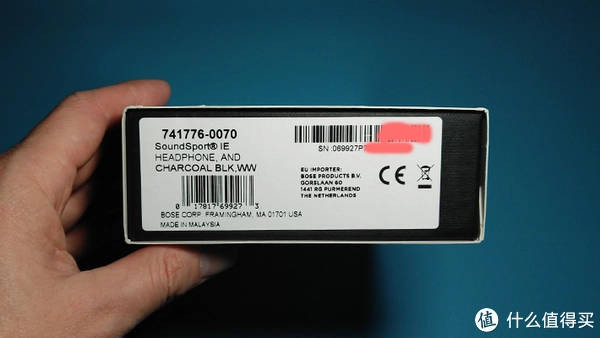 741776-0070
SoundSport® IE
HEADPHONE, AND
CHARCOAL BLK,WW
0 17817 69927 3
BOSE CORP. FRAMINGHAM, MA 01701 USA
MADE IN MALAYSIA
SN :069927P
EU IMPORTER:
BOSE PRODUCTS B.V.
GORSLAAN 60
1441 RG PURMEREND
THE NETHERLANDS
CE
值 什么值得买